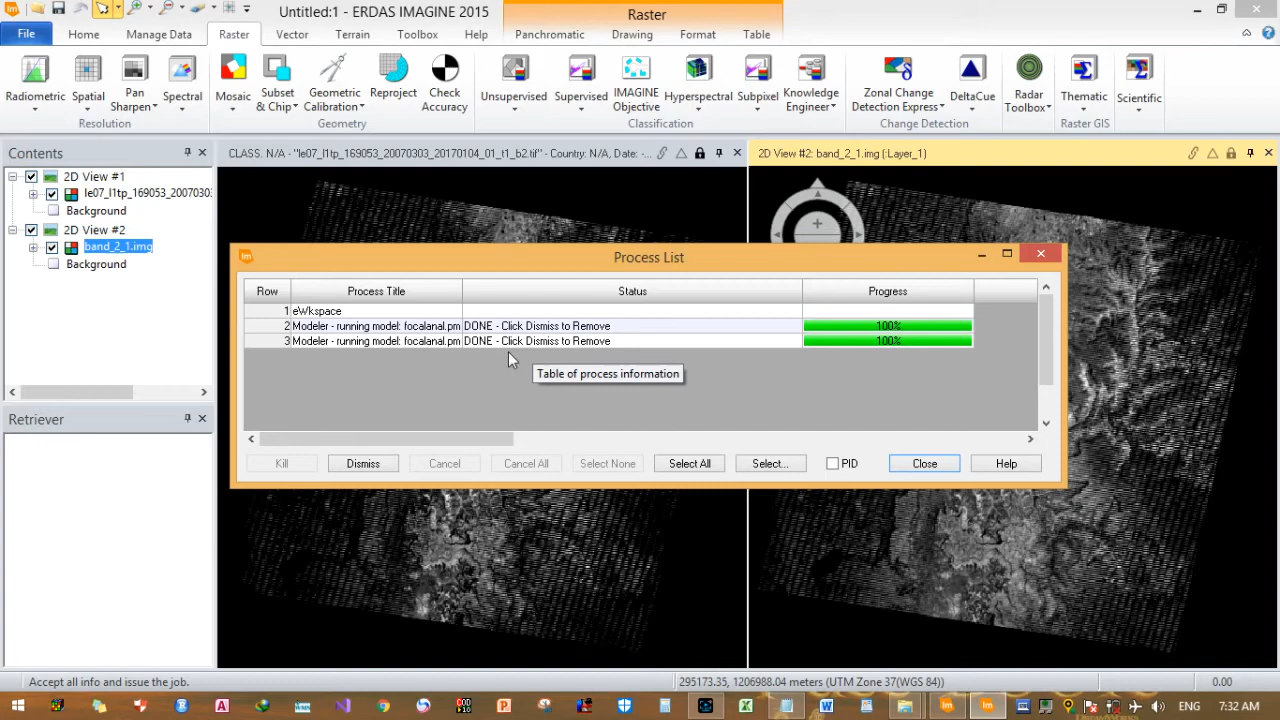 Untitled:1 - ERDAS IMAGINE 2015
Raster
File
Home
Manage Data
Raster
Vector
Terrain
Toolbox
Help
Panchromatic
Drawing
Format
Table
Radiometric
Spatial
Pan Sharpen
Spectral
Mosaic
Subset & Chip
Geometric Calibration
Reproject
Check Accuracy
Unsupervised
Supervised
IMAGINE Objective
Hyperspectral
Subpixel
Knowledge Engineer
Zonal Change Detection Express
DeltaCue
Radar Toolbox
Thematic
Scientific
Resolution
Geometry
Classification
Change Detection
Raster GIS
Contents
CLASS. N/A - "le07_l1tp_169053_20070303_20170104_01_t1_b2.tif" - Country: N/A, Date: -...
2D View #2: band_2_1.img (:Layer_1)
2D View #1
le07_l1tp_169053_20070303
Background
2D View #2
band_2_1.img
Background
Process List
Row Process Title Status Progress
1 eWkspace
2 Modeler - running model: focalanal.pm DONE - Click Dismiss to Remove 100%
3 Modeler - running model: focalanal.pm DONE - Click Dismiss to Remove 100%
Table of process information
Kill
Dismiss
Cancel
Cancel All
Select None
Select All
Select...
PID
Close
Help
Retriever
Accept all info and issue the job.
295173.35, 1206988.04 meters (UTM Zone 37(WGS 84))
0.00
ENG
7:32 AM